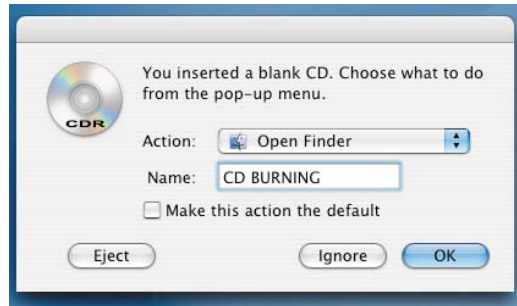 You inserted a blank CD. Choose what to do
from the pop-up menu.
CDR
Action: Open Finder
Name: CD BURNING
Make this action the default
Eject Ignore OK